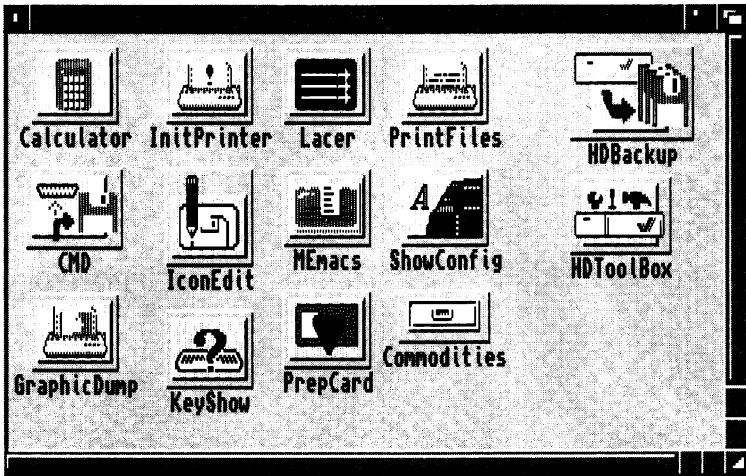 Calculator InitPrinter Lacer PrintFiles HDBackup
CMD IconEdit MEmacs ShowConfig HDToolBox
GraphicDump KeyShow PrepCard Commodities